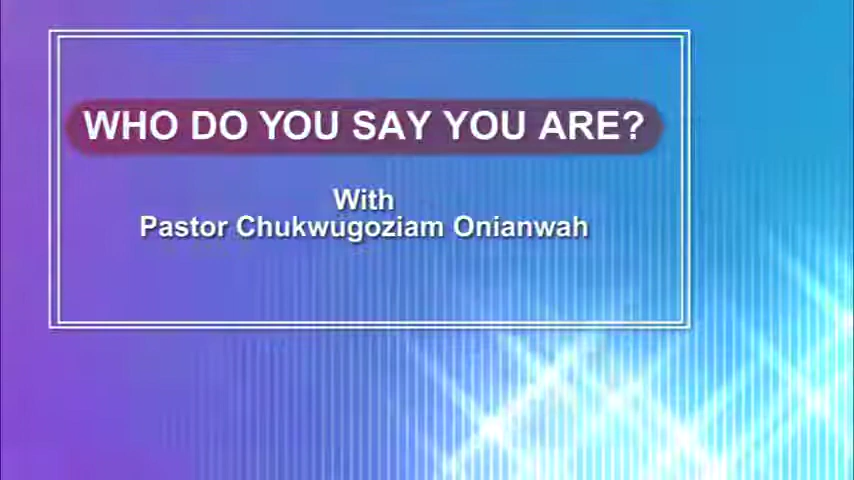 WHO DO YOU SAY YOU ARE?
With
Pastor Chukwugoziam Onianwah